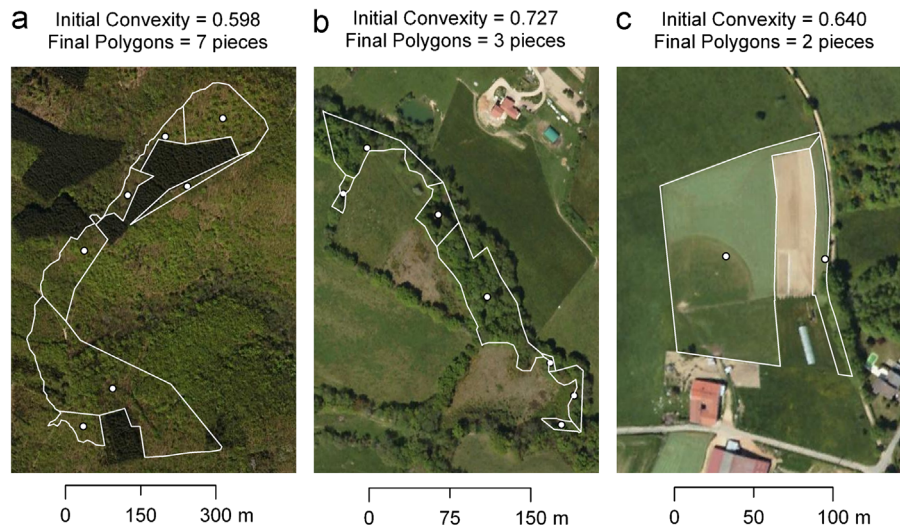 a
Initial Convexity = 0.598
Final Polygons = 7 pieces
b
Initial Convexity = 0.727
Final Polygons = 3 pieces
c
Initial Convexity = 0.640
Final Polygons = 2 pieces
0 150 300 m
0 75 150 m
0 50 100 m